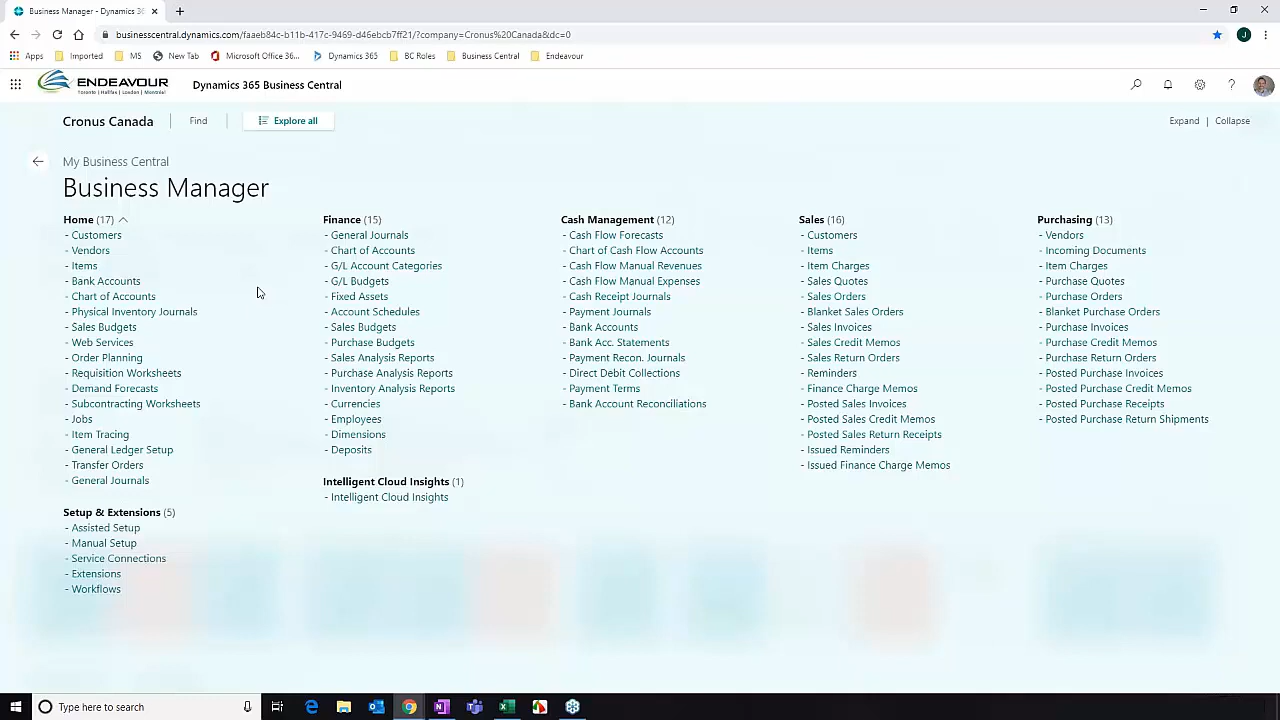 Business Manager - Dynamics 36
businesscentral.dynamics.com/faaeb84c-b11b-417c-9469-d46ebcb7ff21/?company=Cronus%20Canada&dc=0
J
Apps Imported MS New Tab Microsoft Office 36... Dynamics 365 BC Roles Business Central Endeavour
ENDEAVOUR
Toronto | Halifax | London | Montréal
Dynamics 365 Business Central
Cronus Canada Find Explore all Expand | Collapse
My Business Central
Business Manager
Home (17)
- Customers
- Vendors
- Items
- Bank Accounts
- Chart of Accounts
- Physical Inventory Journals
- Sales Budgets
- Web Services
- Order Planning
- Requisition Worksheets
- Demand Forecasts
- Subcontracting Worksheets
- Jobs
- Item Tracing
- General Ledger Setup
- Transfer Orders
- General Journals
Setup & Extensions (5)
- Assisted Setup
- Manual Setup
- Service Connections
- Extensions
- Workflows
Finance (15)
- General Journals
- Chart of Accounts
- G/L Account Categories
- G/L Budgets
- Fixed Assets
- Account Schedules
- Sales Budgets
- Purchase Budgets
- Sales Analysis Reports
- Purchase Analysis Reports
- Inventory Analysis Reports
- Currencies
- Employees
- Dimensions
- Deposits
Intelligent Cloud Insights (1)
- Intelligent Cloud Insights
Cash Management (12)
- Cash Flow Forecasts
- Chart of Cash Flow Accounts
- Cash Flow Manual Revenues
- Cash Flow Manual Expenses
- Cash Receipt Journals
- Payment Journals
- Bank Accounts
- Bank Acc. Statements
- Payment Recon. Journals
- Direct Debit Collections
- Payment Terms
- Bank Account Reconciliations
Sales (16)
- Customers
- Items
- Item Charges
- Sales Quotes
- Sales Orders
- Blanket Sales Orders
- Sales Invoices
- Sales Credit Memos
- Sales Return Orders
- Reminders
- Finance Charge Memos
- Posted Sales Invoices
- Posted Sales Credit Memos
- Posted Sales Return Receipts
- Issued Reminders
- Issued Finance Charge Memos
Purchasing (13)
- Vendors
- Incoming Documents
- Item Charges
- Purchase Quotes
- Purchase Orders
- Blanket Purchase Orders
- Purchase Invoices
- Purchase Credit Memos
- Purchase Return Orders
- Posted Purchase Invoices
- Posted Purchase Credit Memos
- Posted Purchase Receipts
- Posted Purchase Return Shipments
Type here to search